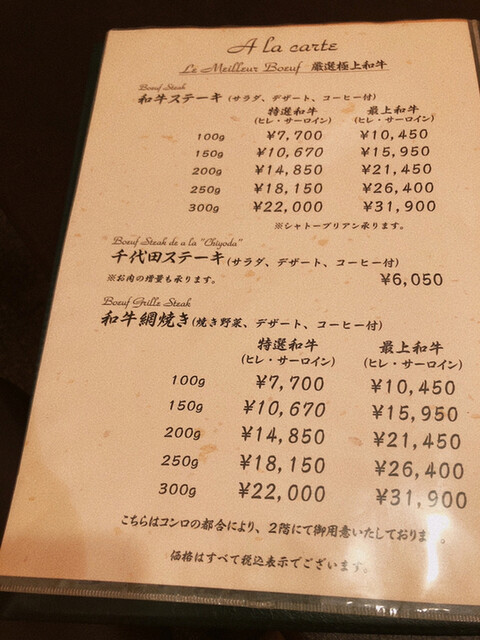 A la carte
Le Meilleur Boeuf 厳選極上和牛
Boeuf Steak
和牛ステーキ(サラダ、デザート、コーヒー付)
特選和牛 最上和牛
(ヒレ・サーロイン) (ヒレ・サーロイン)
100g ¥7,700 ¥10,450
150g ¥10,670 ¥15,950
200g ¥14,850 ¥21,450
250g ¥18,150 ¥26,400
300g ¥22,000 ¥31,900
※シャトーブリアン承ります。
Boeuf Steak de a la "Chiyoda"
千代田ステーキ(サラダ、デザート、コーヒー付)
※お肉の増量も承ります。 ¥6,050
Boeuf Grille Steak
和牛網焼き(焼き野菜、デザート、コーヒー付)
特選和牛 最上和牛
(ヒレ・サーロイン) (ヒレ・サーロイン)
100g ¥7,700 ¥10,450
150g ¥10,670 ¥15,950
200g ¥14,850 ¥21,450
250g ¥18,150 ¥26,400
300g ¥22,000 ¥31,900
こちらはコンロの都合により、2階にて御用意いたしております。
価格はすべて税込表示でございます。